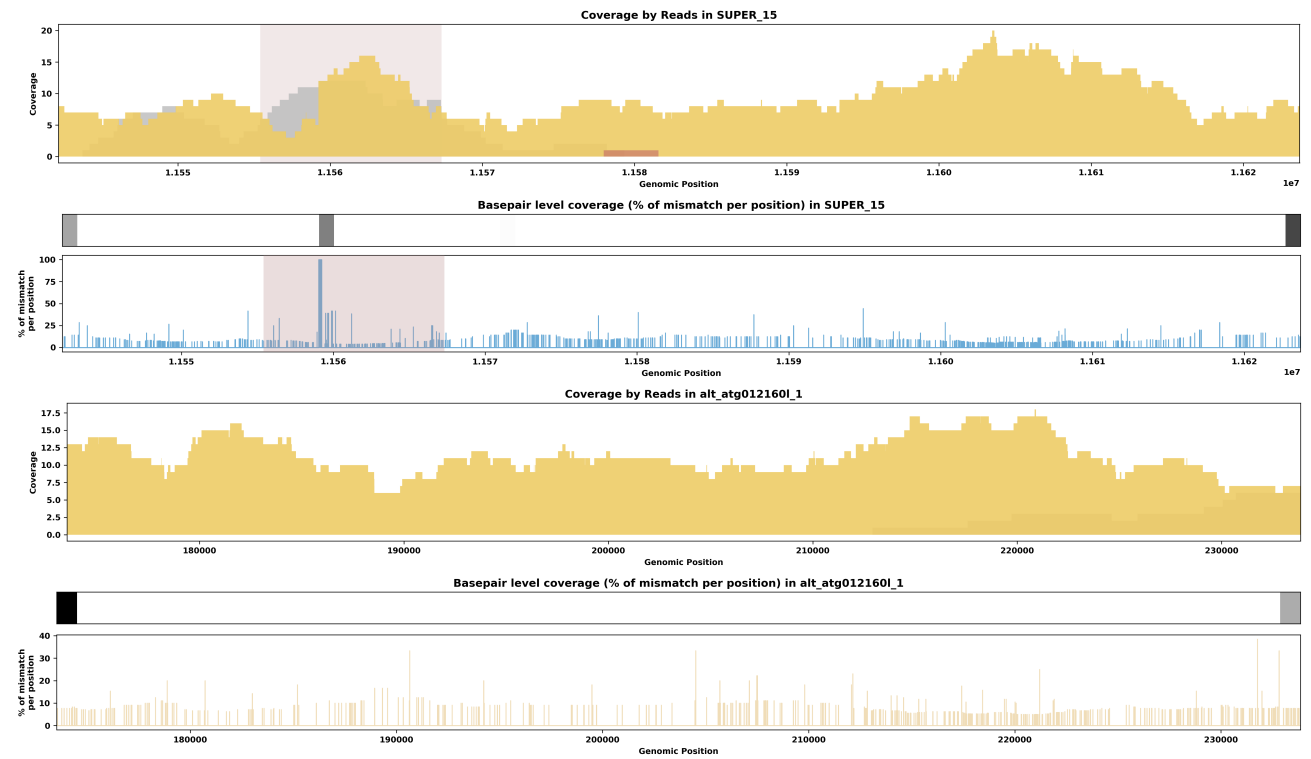 Coverage by Reads in SUPER_15
Coverage
20
15
10
5
0
1.155 1.156 1.157 1.158 1.159 1.160 1.161 1.162
Genomic Position
1e7
Basepair level coverage (% of mismatch per position) in SUPER_15
% of mismatch
per position
100
75
50
25
0
1.155 1.156 1.157 1.158 1.159 1.160 1.161 1.162
Genomic Position
1e7
Coverage by Reads in alt_atg012160l_1
Coverage
17.5
15.0
12.5
10.0
7.5
5.0
2.5
0.0
180000 190000 200000 210000 220000 230000
Genomic Position
Basepair level coverage (% of mismatch per position) in alt_atg012160l_1
% of mismatch
per position
40
30
20
10
0
180000 190000 200000 210000 220000 230000
Genomic Position